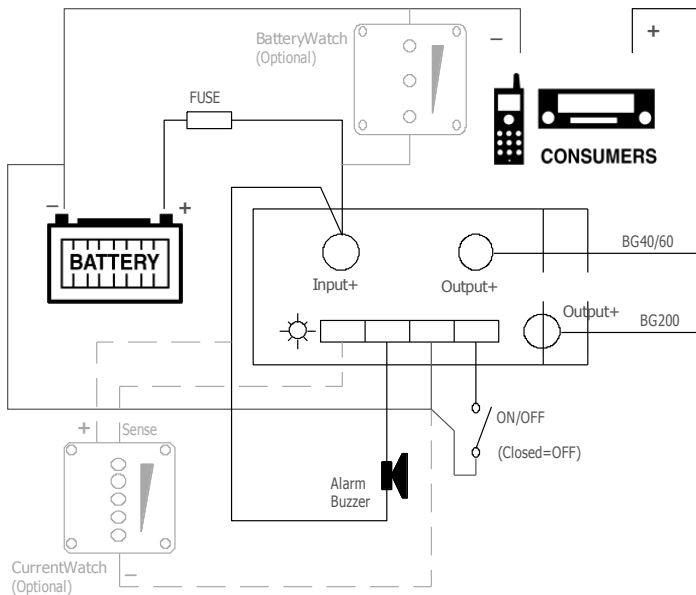 BatteryWatch
(Optional)
−
+
FUSE
CONSUMERS
−
+
BATTERY
Input+
Output+
BG40/60
Output+
BG200
+
Sense
ON/OFF
(Closed=OFF)
Alarm
Buzzer
CurrentWatch
(Optional)
−